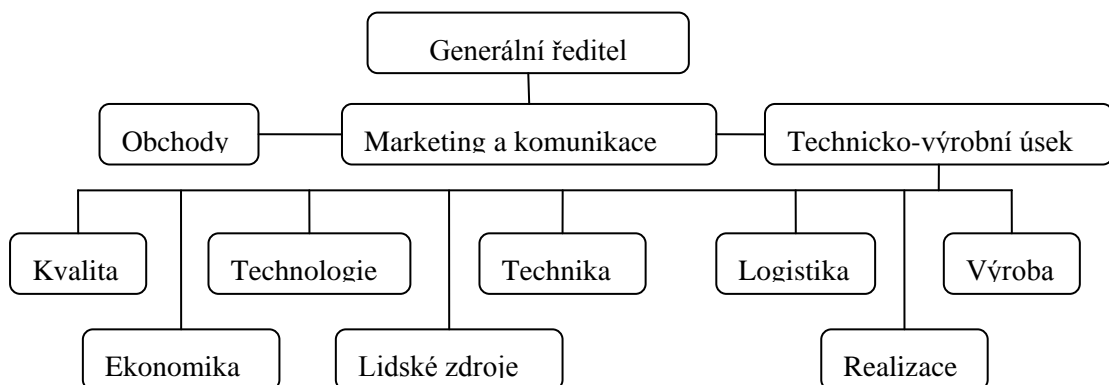 Generální ředitel
Obchody
Marketing a komunikace
Technicko-výrobní úsek
Kvalita
Technologie
Technika
Logistika
Výroba
Ekonomika
Lidské zdroje
Realizace